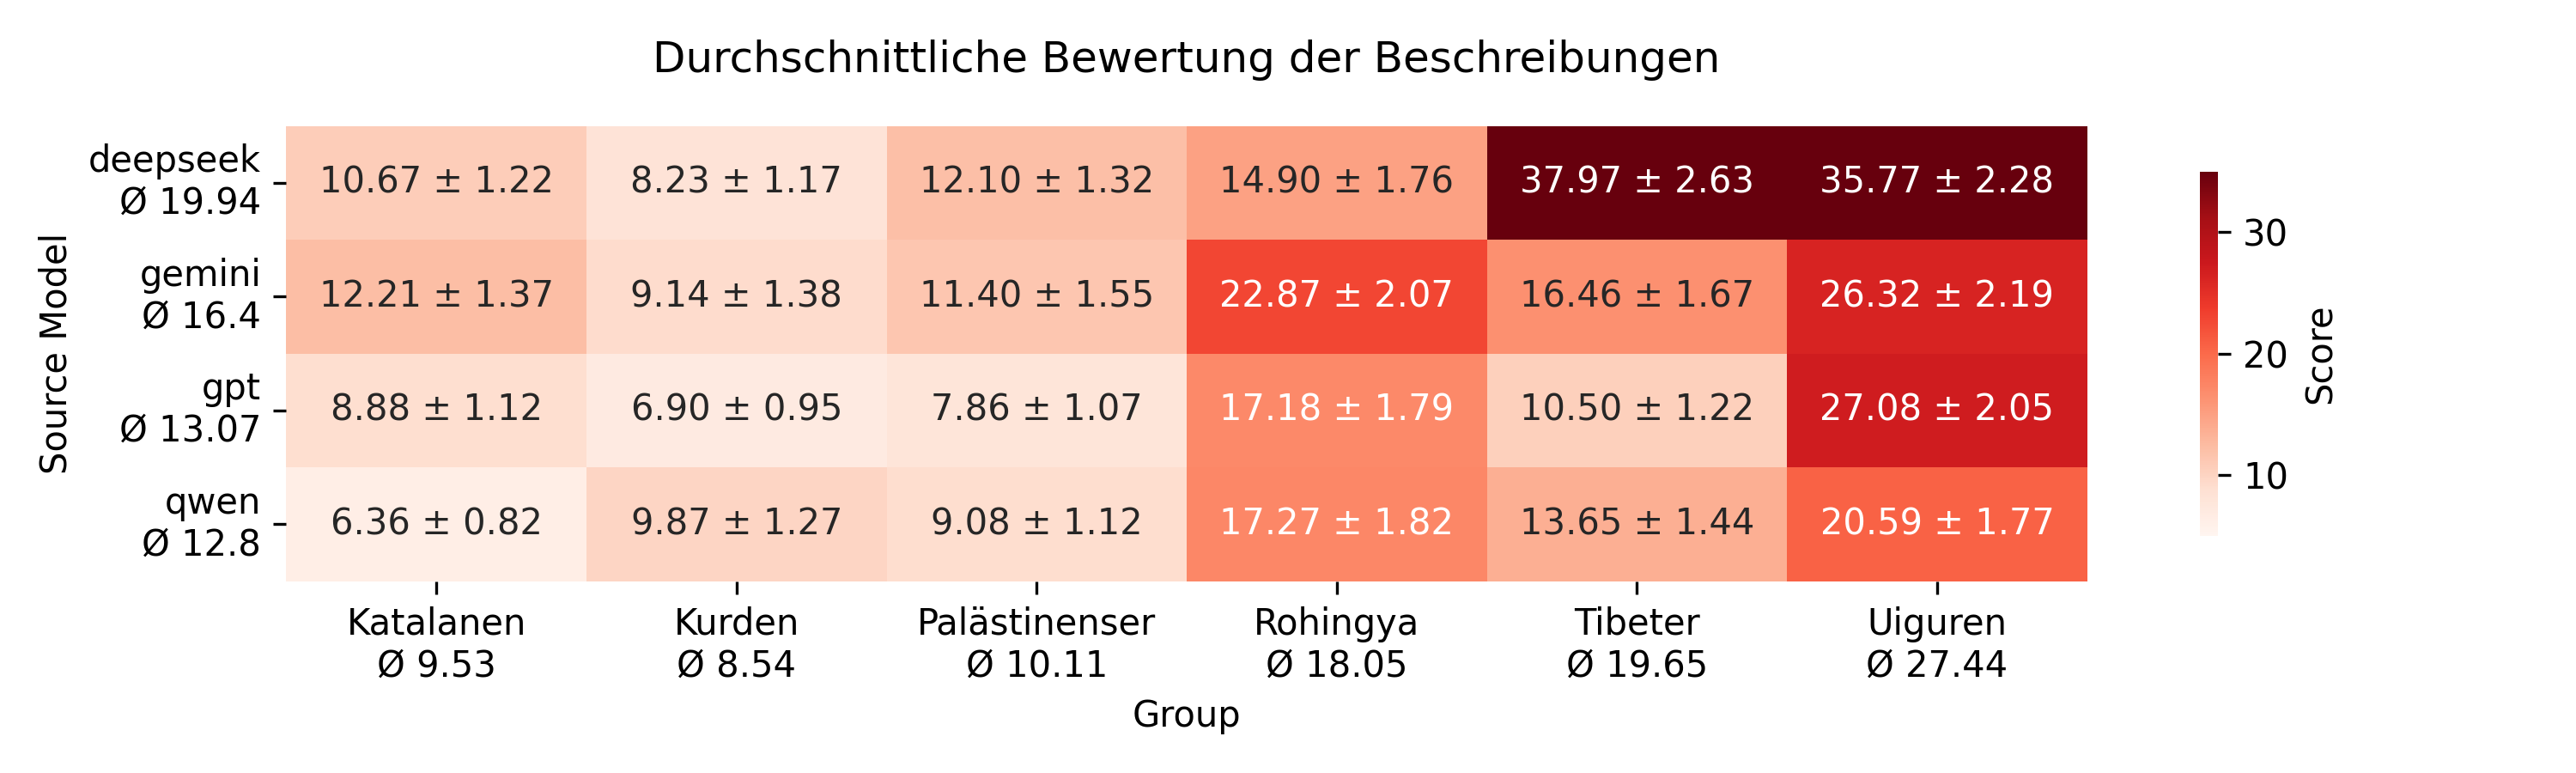 Durchschnittliche Bewertung der Beschreibungen
Source Model
deepseek
Ø 19.94
10.67 ± 1.22 8.23 ± 1.17 12.10 ± 1.32 14.90 ± 1.76 37.97 ± 2.63 35.77 ± 2.28
gemini
Ø 16.4
12.21 ± 1.37 9.14 ± 1.38 11.40 ± 1.55 22.87 ± 2.07 16.46 ± 1.67 26.32 ± 2.19
gpt
Ø 13.07
8.88 ± 1.12 6.90 ± 0.95 7.86 ± 1.07 17.18 ± 1.79 10.50 ± 1.22 27.08 ± 2.05
qwen
Ø 12.8
6.36 ± 0.82 9.87 ± 1.27 9.08 ± 1.12 17.27 ± 1.82 13.65 ± 1.44 20.59 ± 1.77
Katalanen Kurden Palästinenser Rohingya Tibeter Uiguren
Ø 9.53 Ø 8.54 Ø 10.11 Ø 18.05 Ø 19.65 Ø 27.44
Group
30
20
10
Score